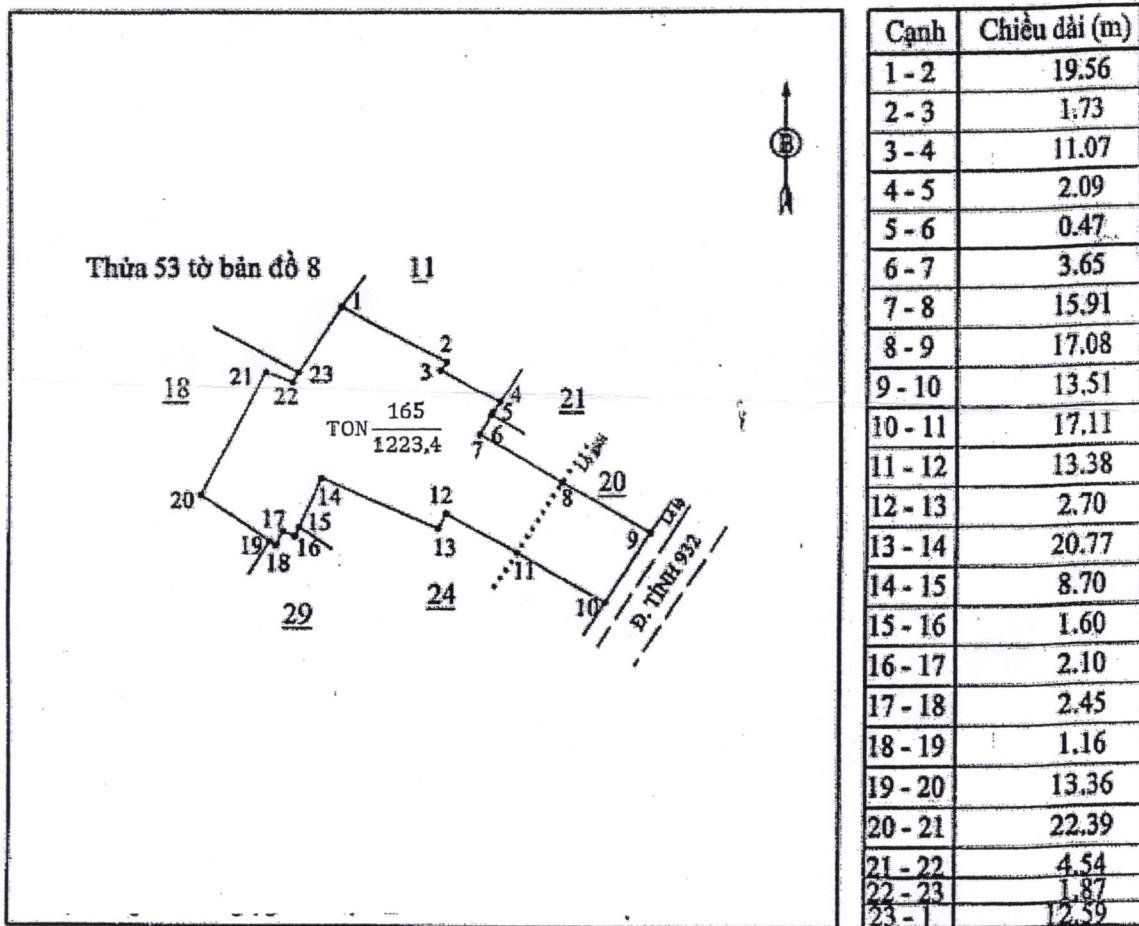 Thửa 53 tờ bản đồ 8
11
B
1
2
3
4
5
6
7
21
18
21
22
23
TON 165
1223,4
8
20
9
Lề lộ
Đ. TỈNH 932
10
11
12
13
14
15
16
17
18
19
20
24
29
Cạnh Chiều dài (m)
1 - 2 19.56
2 - 3 1.73
3 - 4 11.07
4 - 5 2.09
5 - 6 0.47
6 - 7 3.65
7 - 8 15.91
8 - 9 17.08
9 - 10 13.51
10 - 11 17.11
11 - 12 13.38
12 - 13 2.70
13 - 14 20.77
14 - 15 8.70
15 - 16 1.60
16 - 17 2.10
17 - 18 2.45
18 - 19 1.16
19 - 20 13.36
20 - 21 22.39
21 - 22 4.54
22 - 23 1.87
23 - 1 12.59